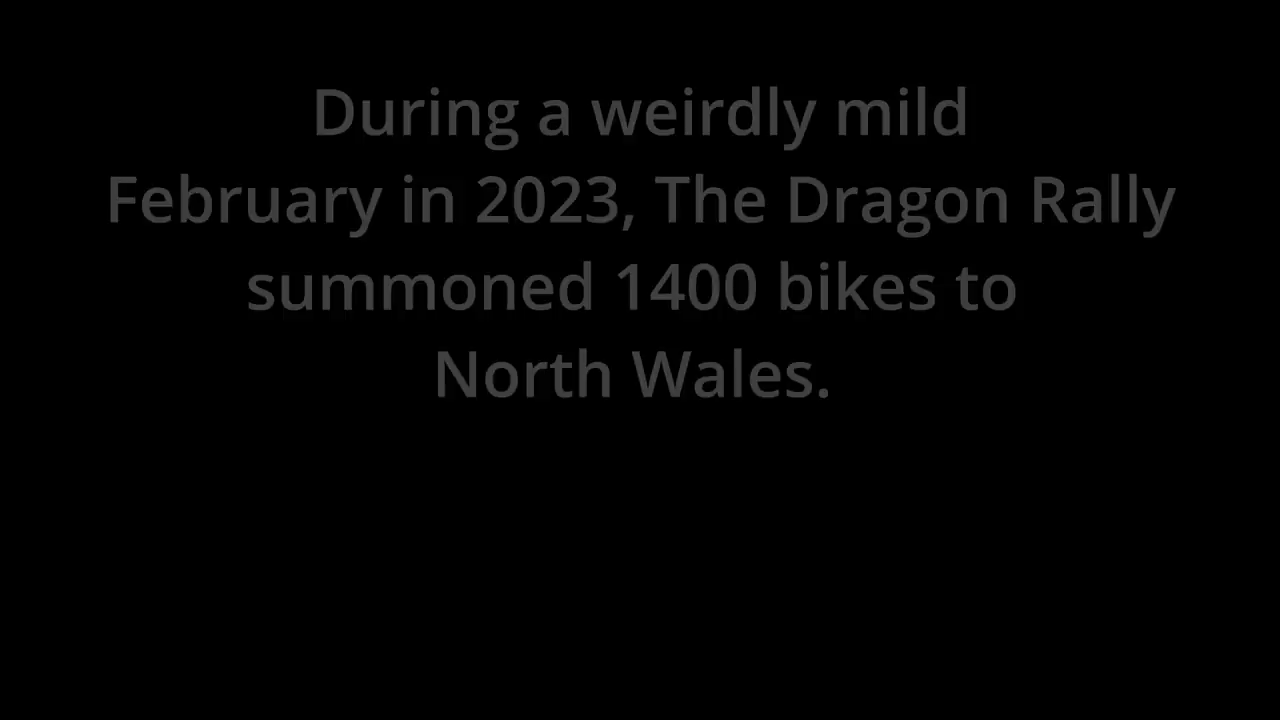 During a weirdly mild
February in 2023, The Dragon Rally
summoned 1400 bikes to
North Wales.